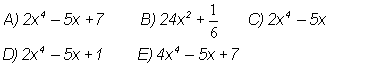 A) 2x⁴ – 5x + 7 B) 24x² + 1/6 C) 2x⁴ – 5x
D) 2x⁴ – 5x + 1 E) 4x⁴ – 5x + 7